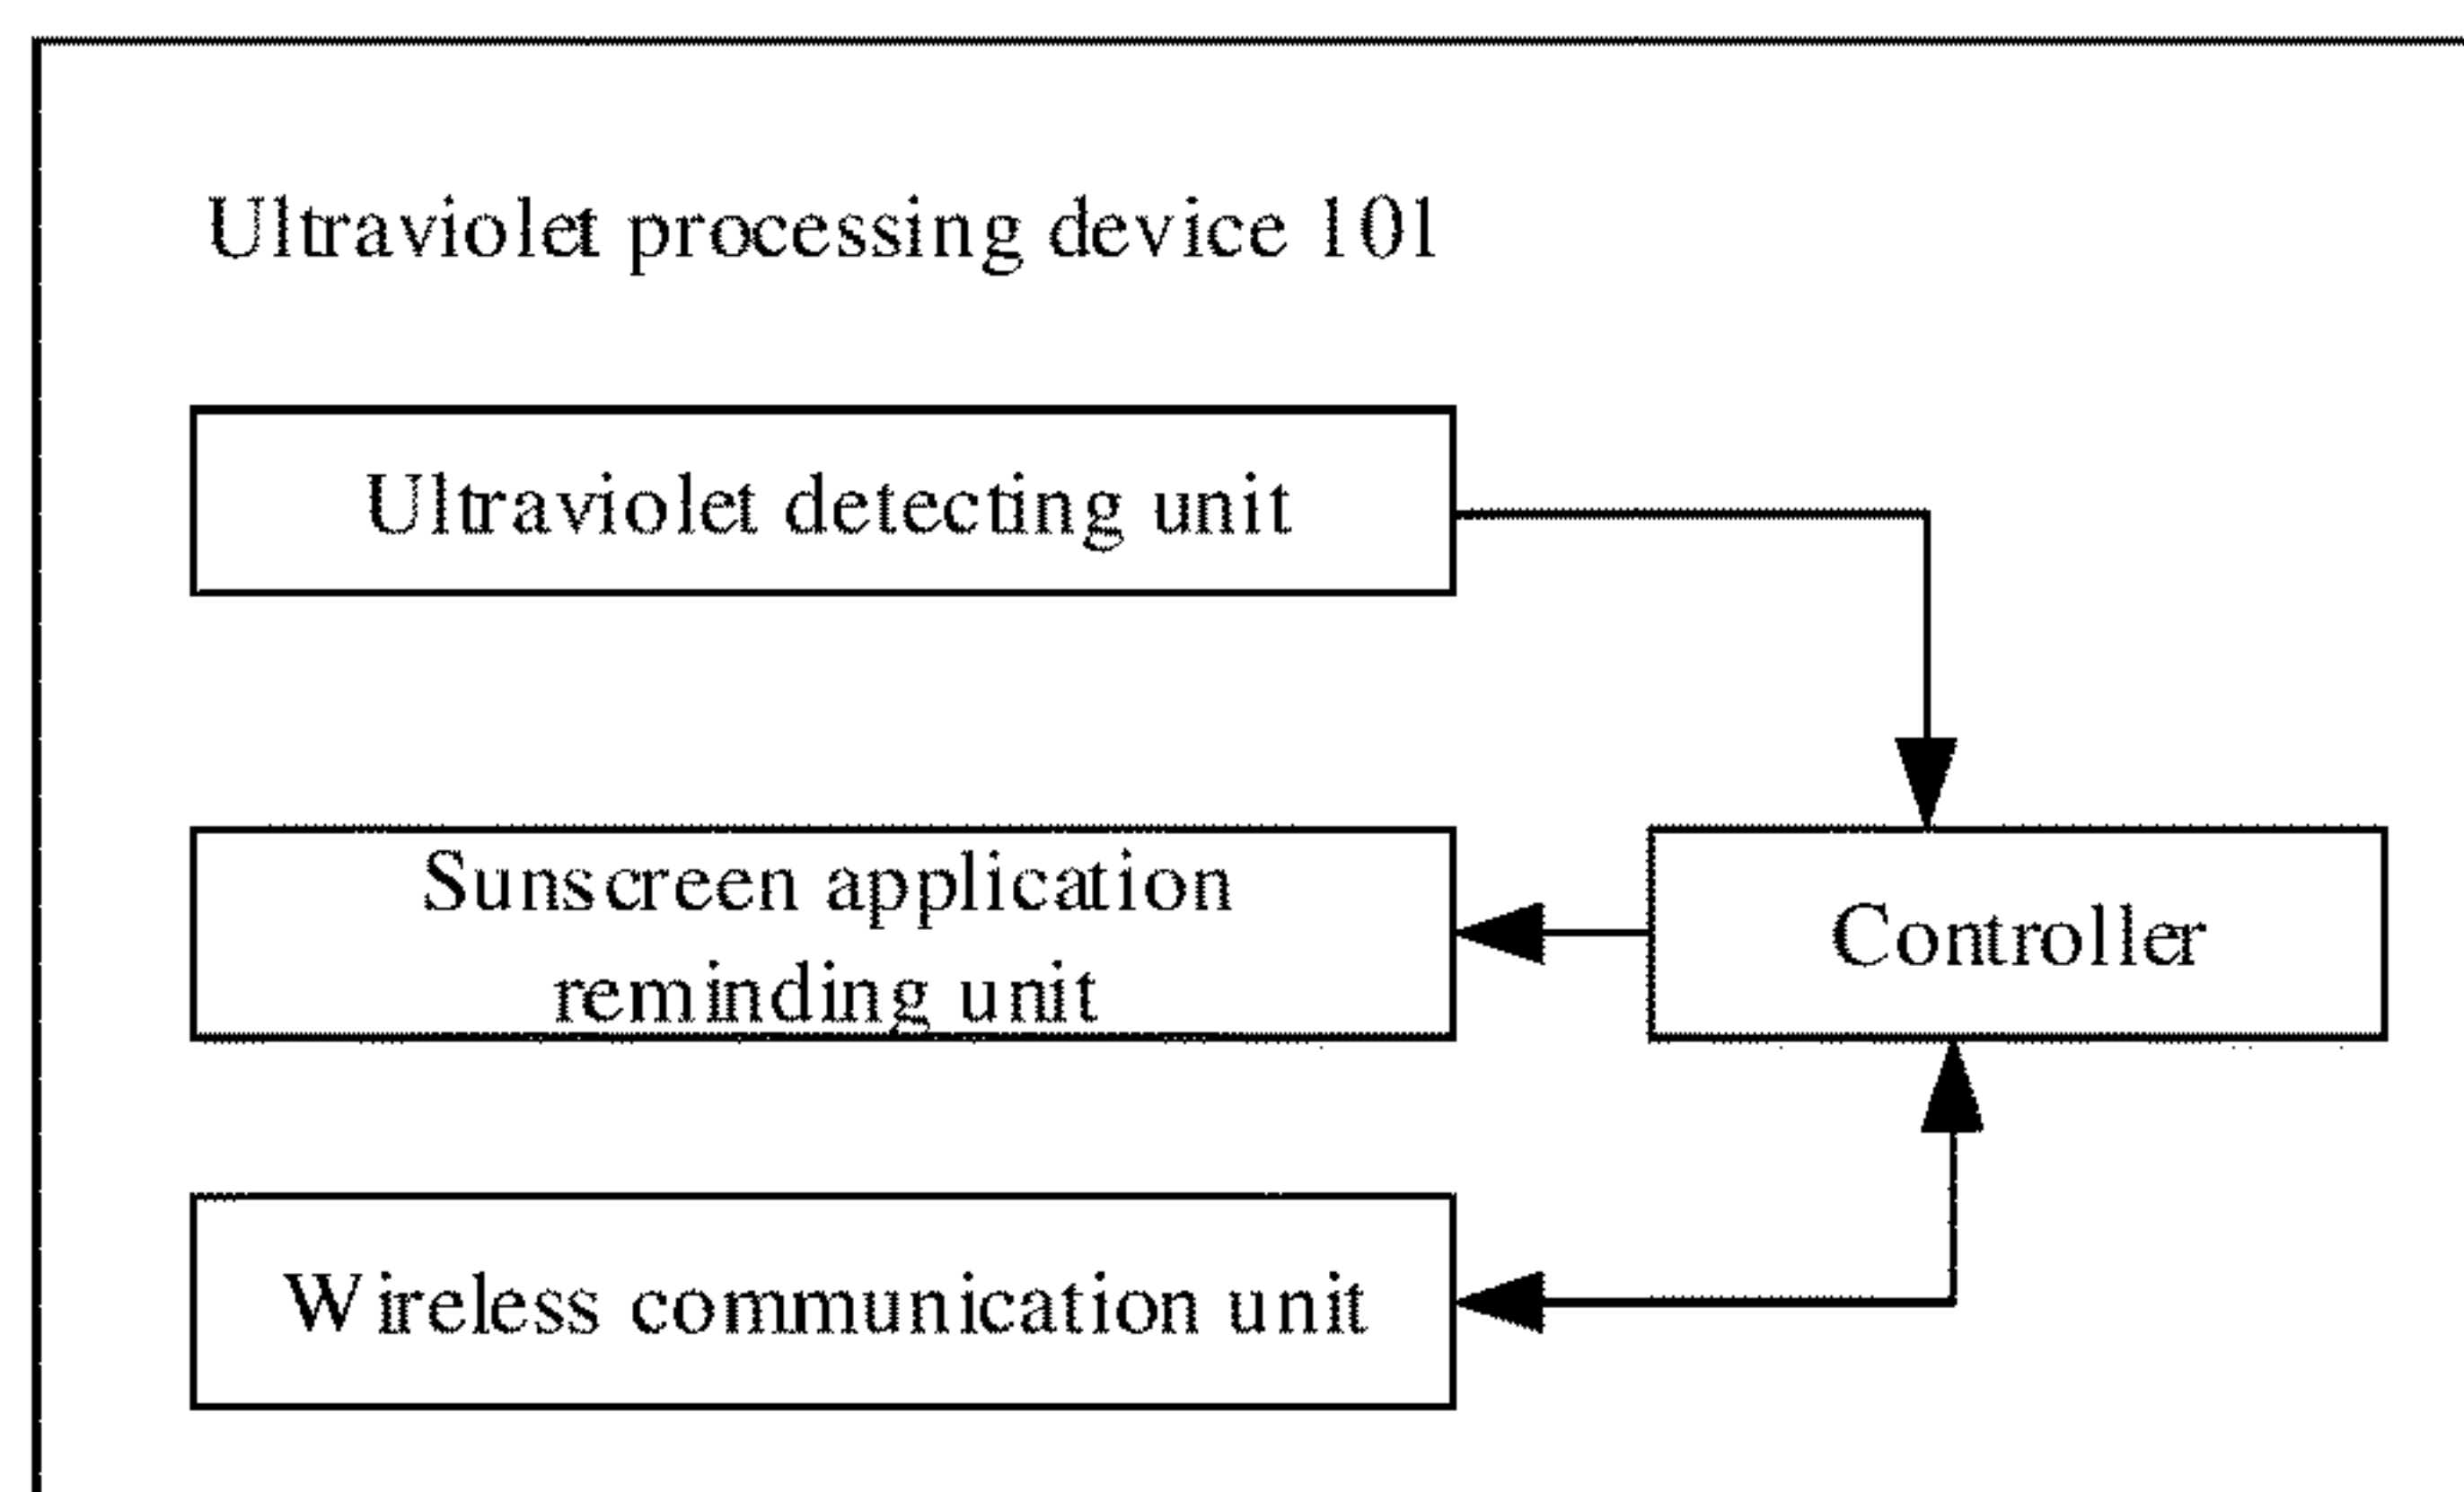 Ultraviolet processing device 101
Ultraviolet detecting unit
Sunscreen application
reminding unit
Controller
Wireless communication unit